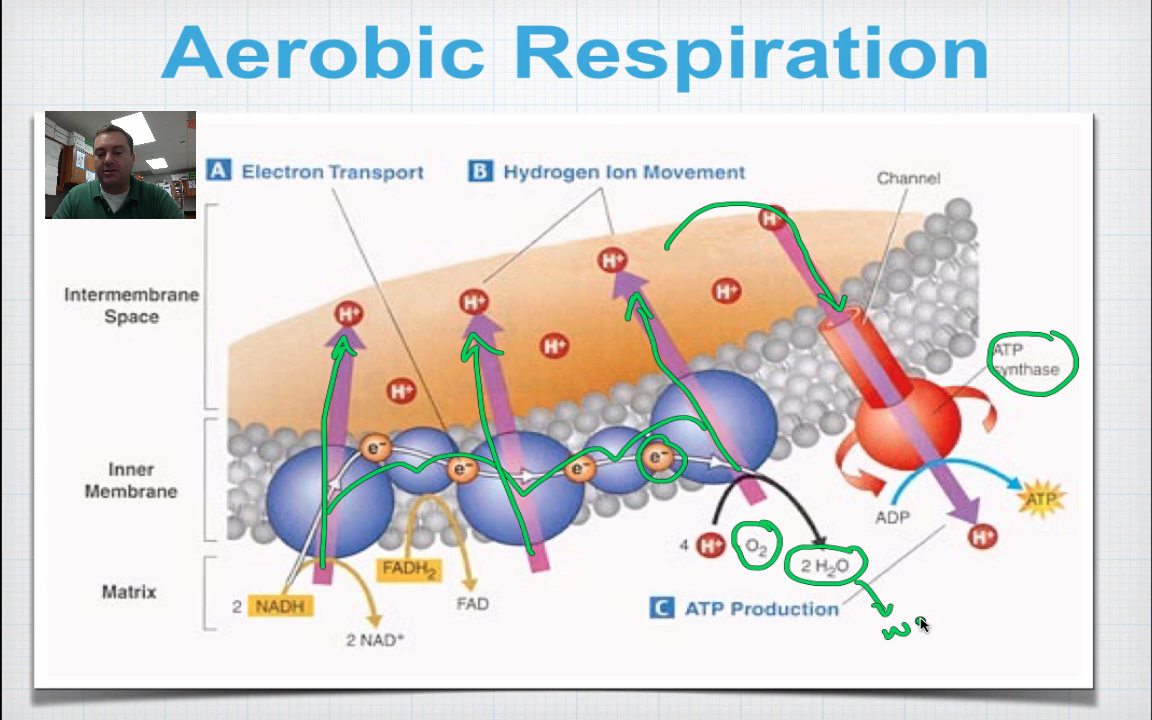 Aerobic Respiration
A Electron Transport
B Hydrogen Ion Movement
Channel
H+
H+
H+
H+
H+
H+
H+
Intermembrane
Space
ATP
synthase
Inner
Membrane
e-
e-
e-
e-
ADP
ATP
4 H+ O2
2 H2O
H+
Matrix
FADH2
FAD
2 NADH
2 NAD+
C ATP Production